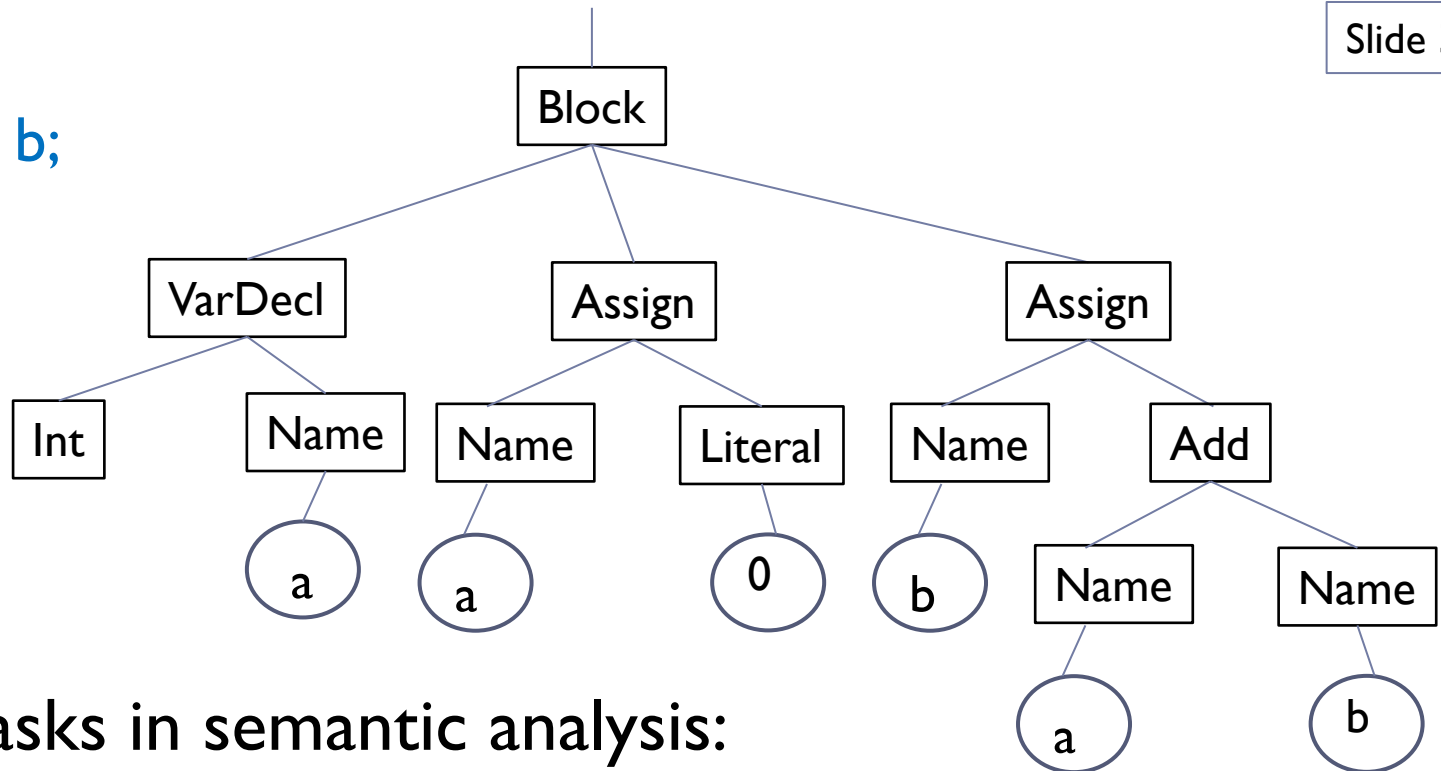 Slide
Block
b;
VarDecl Assign Assign
Int Name Name Literal Name Add
a a 0 b Name Name
a b
asks in semantic analysis: